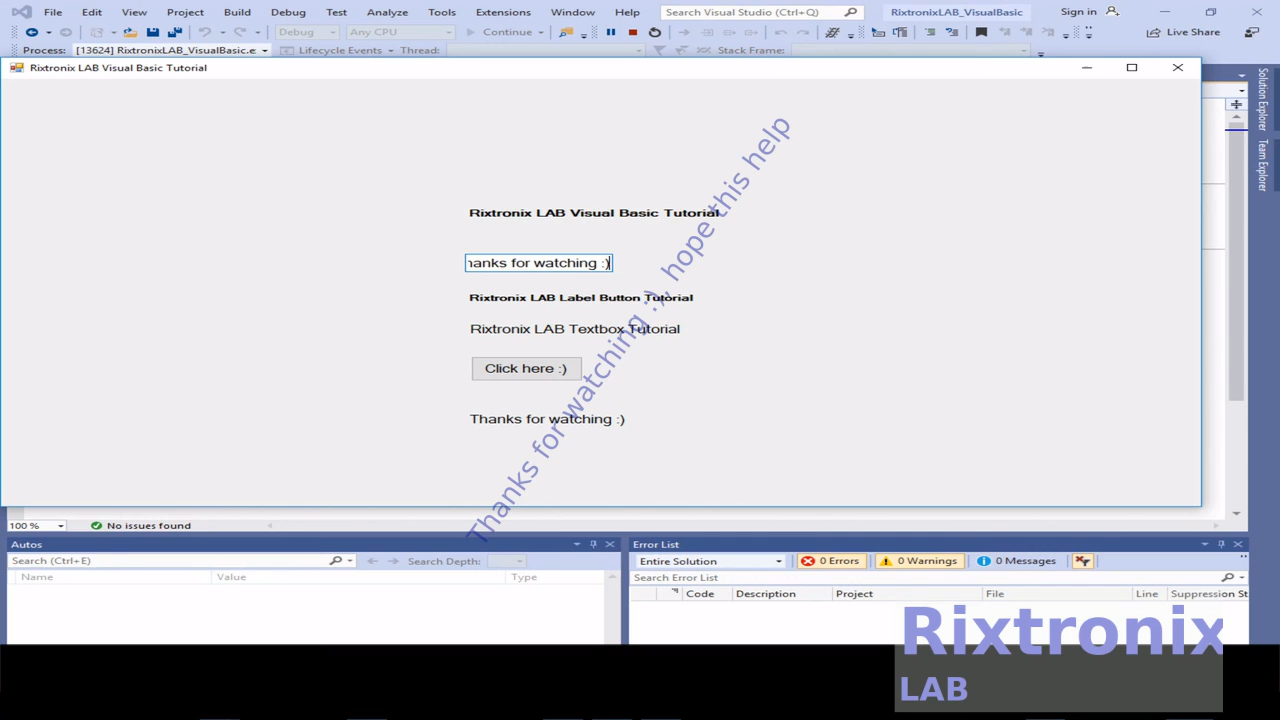 File Edit View Project Build Debug Test Analyze Tools Extensions Window Help Search Visual Studio (Ctrl+Q) RixtronixLAB_VisualBasic Sign in
Debug Any CPU Continue Live Share
Process: [13624] RixtronixLAB_VisualBasic.e Lifecycle Events Thread: Stack Frame:
Rixtronix LAB Visual Basic Tutorial
Solution Explorer
Team Explorer
Rixtronix LAB Visual Basic Tutorial
hanks for watching :)
Rixtronix LAB Label Button Tutorial
Rixtronix LAB Textbox Tutorial
Click here :)
Thanks for watching :)
Thanks for watching :), hope this help
100 % No issues found
Autos
Search (Ctrl+E) Search Depth:
Name Value Type
Error List
Entire Solution 0 Errors 0 Warnings 0 Messages
Search Error List
Code Description Project File Line Suppression St
Rixtronix
LAB